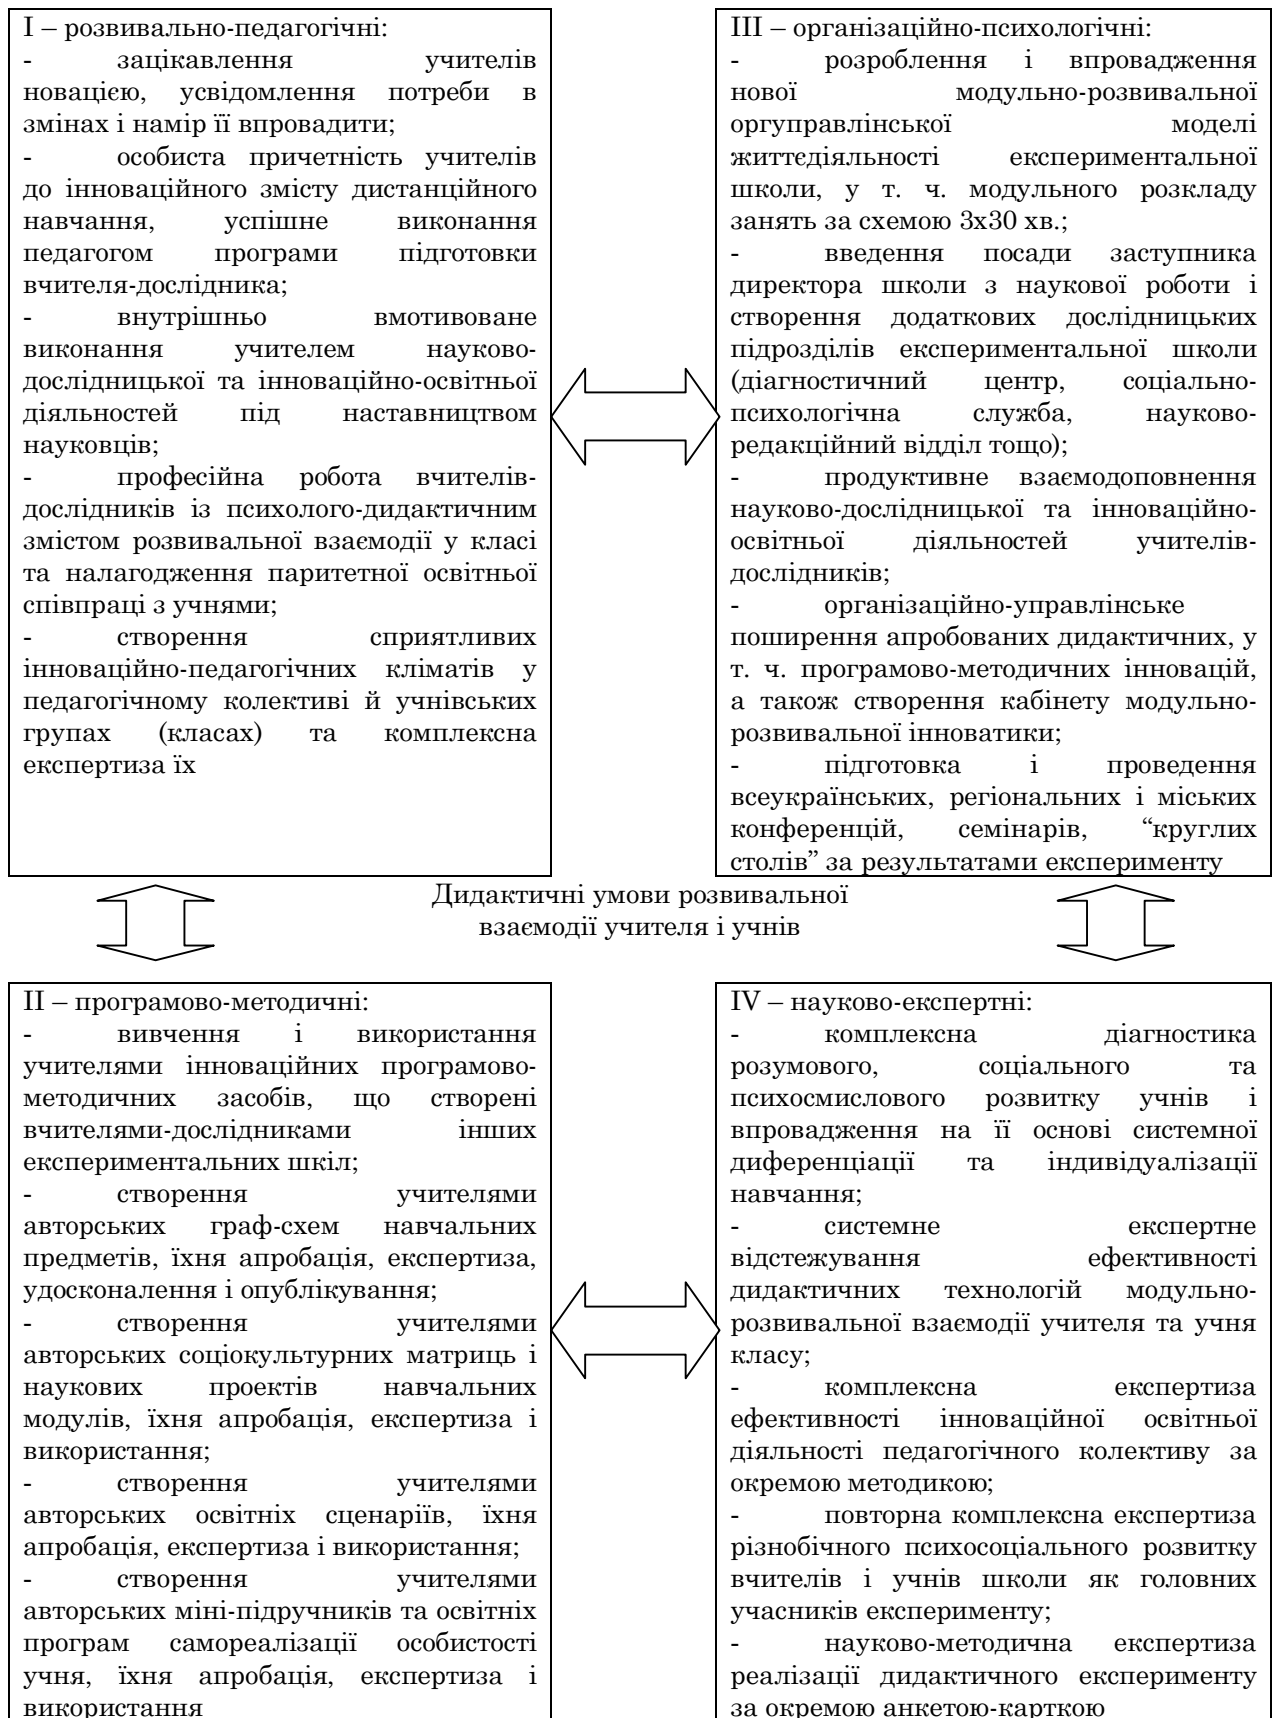 I – розвивально-педагогічні:
- зацікавлення учителів
новацією, усвідомлення потреби в
змінах і намір її впровадити;
- особиста причетність учителів
до інноваційного змісту дистанційного
навчання, успішне виконання
педагогом програми підготовки
вчителя-дослідника;
- внутрішньо вмотивоване
виконання учителем науково-
дослідницької та інноваційно-освітньої
діяльностей під наставництвом
науковців;
- професійна робота вчителів-
дослідників із психолого-дидактичним
змістом розвивальної взаємодії у класі
та налагодження паритетної освітньої
співпраці з учнями;
- створення сприятливих
інноваційно-педагогічних кліматів у
педагогічному колективі й учнівських
групах (класах) та комплексна
експертиза їх
III – організаційно-психологічні:
- розроблення і впровадження
нової модульно-розвивальної
оргуправлінської моделі
життєдіяльності експериментальної
школи, у т. ч. модульного розкладу
занять за схемою 3х30 хв.;
- введення посади заступника
директора школи з наукової роботи і
створення додаткових дослідницьких
підрозділів експериментальної школи
(діагностичний центр, соціально-
психологічна служба, науково-
редакційний відділ тощо);
- продуктивне взаємодоповнення
науково-дослідницької та інноваційно-
освітньої діяльностей учителів-
дослідників;
- організаційно-управлінське
поширення апробованих дидактичних, у
т. ч. програмово-методичних інновацій,
а також створення кабінету модульно-
розвивальної інноватики;
- підготовка і проведення
всеукраїнських, регіональних і міських
конференцій, семінарів, “круглих
столів” за результатами експерименту
Дидактичні умови розвивальної
взаємодії учителя і учнів
II – програмово-методичні:
- вивчення і використання
учителями інноваційних програмово-
методичних засобів, що створені
вчителями-дослідниками інших
експериментальних шкіл;
- створення учителями
авторських граф-схем навчальних
предметів, їхня апробація, експертиза,
удосконалення і опублікування;
- створення учителями
авторських соціокультурних матриць і
наукових проектів навчальних
модулів, їхня апробація, експертиза і
використання;
- створення учителями
авторських освітніх сценаріїв, їхня
апробація, експертиза і використання;
- створення учителями
авторських міні-підручників та освітніх
програм самореалізації особистості
учня, їхня апробація, експертиза і
використання
IV – науково-експертні:
- комплексна діагностика
розумового, соціального та
психосмислового розвитку учнів і
впровадження на її основі системної
диференціації та індивідуалізації
навчання;
- системне експертне
відстежування ефективності
дидактичних технологій модульно-
розвивальної взаємодії учителя та учня
класу;
- комплексна експертиза
ефективності інноваційної освітньої
діяльності педагогічного колективу за
окремою методикою;
- повторна комплексна експертиза
різнобічного психосоціального розвитку
вчителів і учнів школи як головних
учасників експерименту;
- науково-методична експертиза
реалізації дидактичного експерименту
за окремою анкетою-карткою